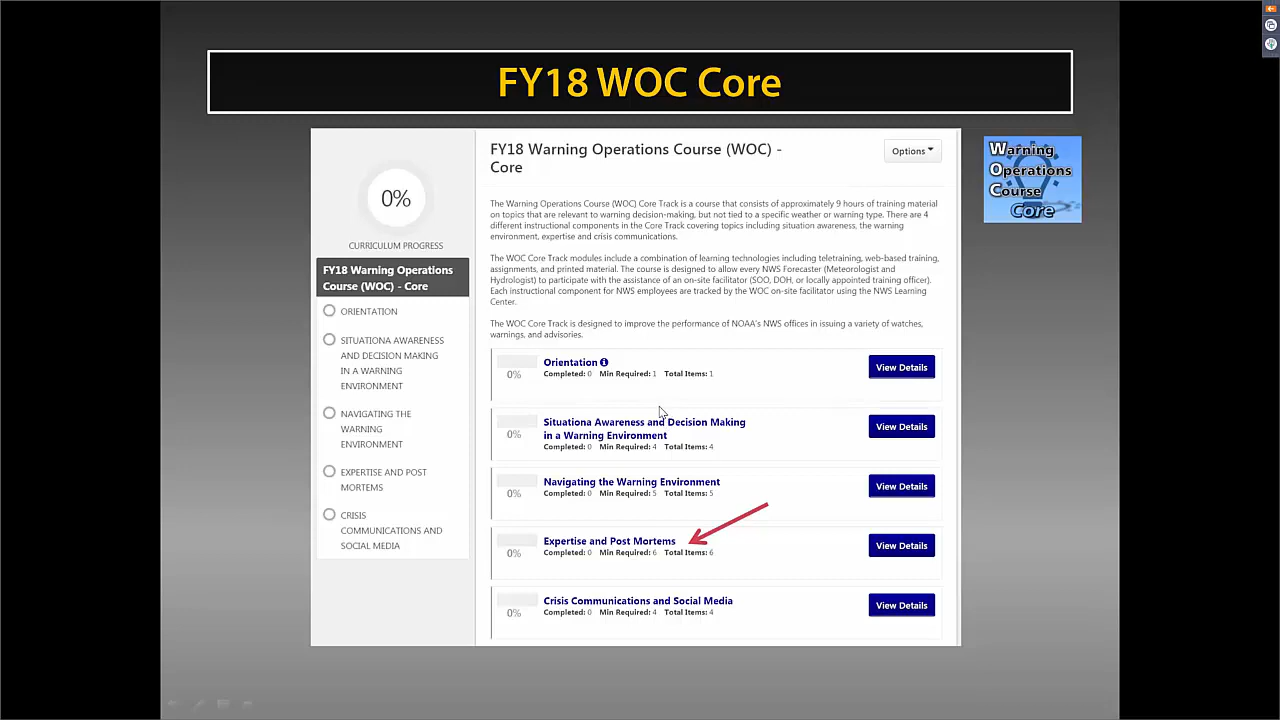 FY18 WOC Core
0%
CURRICULUM PROGRESS
FY18 Warning Operations
Course (WOC) - Core
ORIENTATION
SITUATIONA AWARENESS
AND DECISION MAKING
IN A WARNING
ENVIRONMENT
NAVIGATING THE
WARNING
ENVIRONMENT
EXPERTISE AND POST
MORTEMS
CRISIS
COMMUNICATIONS AND
SOCIAL MEDIA
FY18 Warning Operations Course (WOC) -
Core
Options
The Warning Operations Course (WOC) Core Track is a course that consists of approximately 9 hours of training material
on topics that are relevant to warning decision-making, but not tied to a specific weather or warning type. There are 4
different instructional components in the Core Track covering topics including situation awareness, the warning
environment, expertise and crisis communications.
The WOC Core Track modules include a combination of learning technologies including teletraining, web-based training,
assignments, and printed material. The course is designed to allow every NWS Forecaster (Meteorologist and
Hydrologist) to participate with the assistance of an on-site facilitator (SOO, DOH, or locally appointed training officer).
Each instructional component for NWS employees are tracked by the WOC on-site facilitator using the NWS Learning
Center.
The WOC Core Track is designed to improve the performance of NOAA's NWS offices in issuing a variety of watches,
warnings, and advisories.
0%
Orientation
Completed: 0 Min Required: 1 Total Items: 1
View Details
0%
Situationa Awareness and Decision Making
in a Warning Environment
Completed: 0 Min Required: 4 Total Items: 4
View Details
0%
Navigating the Warning Environment
Completed: 0 Min Required: 5 Total Items: 5
View Details
0%
Expertise and Post Mortems
Completed: 0 Min Required: 6 Total Items: 6
View Details
0%
Crisis Communications and Social Media
Completed: 0 Min Required: 4 Total Items: 4
View Details
Warning
Operations
Course
Core